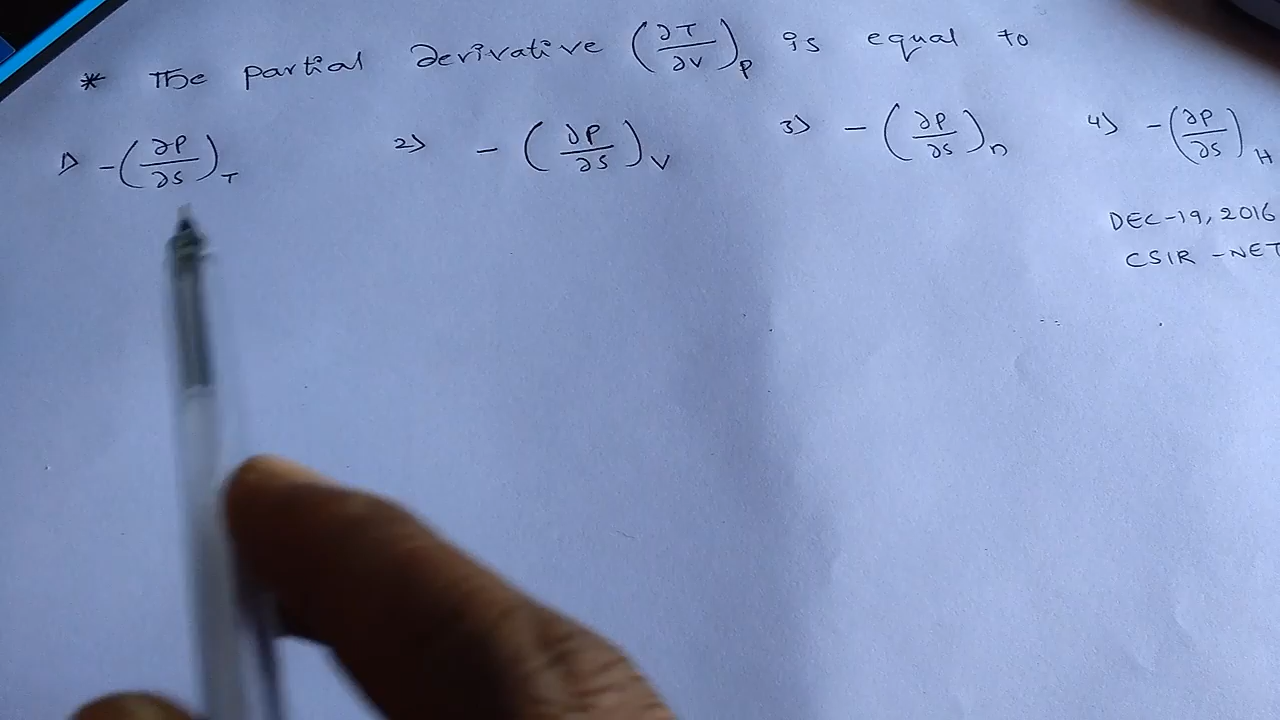 * The partial derivative (∂T/∂V)_P is equal to
1) -(∂P/∂S)_T 2) -(∂P/∂S)_V 3) -(∂P/∂S)_n 4) -(∂P/∂S)_H
DEC-19, 2016
CSIR -NET